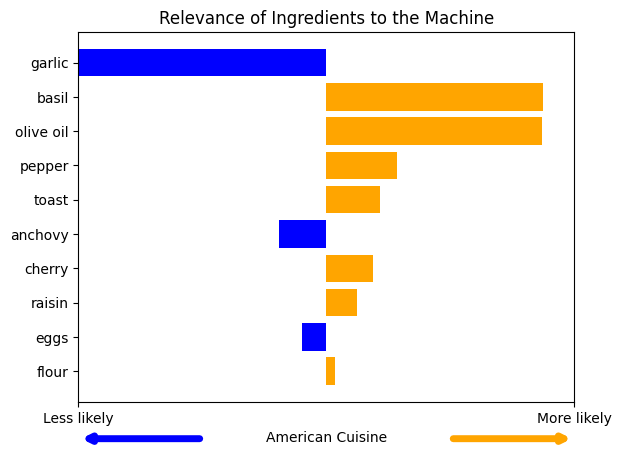 Relevance of Ingredients to the Machine
garlic
basil
olive oil
pepper
toast
anchovy
cherry
raisin
eggs
flour
Less likely
More likely
American Cuisine